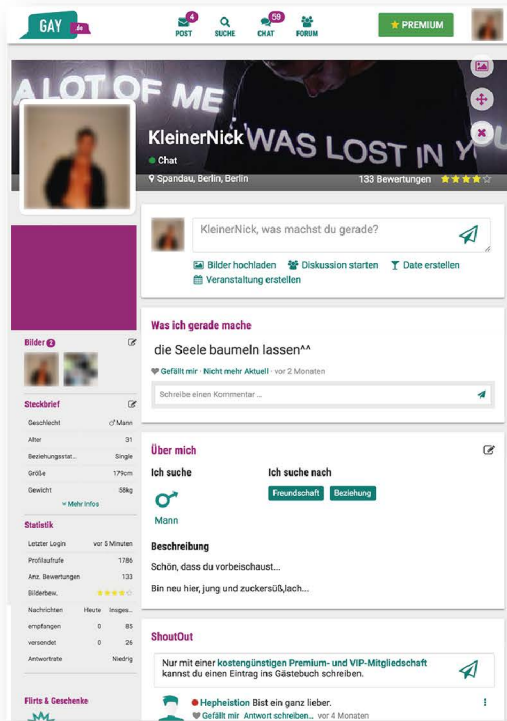 GAY .de
POST 4
SUCHE
CHAT 59
FORUM
PREMIUM
A LOT OF ME WAS LOST IN YOU
KleinerNick
Chat
Spandau, Berlin, Berlin
133 Bewertungen
KleinerNick, was machst du gerade?
Bilder hochladen Diskussion starten Date erstellen
Veranstaltung erstellen
Bilder
Steckbrief
Geschlecht ♂ Mann
Alter 31
Beziehungsstat... Single
Größe 179cm
Gewicht 58kg
Mehr Infos
Statistik
Letzter Login vor 5 Minuten
Profilaufrufe 1786
Anz. Bewertungen 133
Bilderbew.
Nachrichten Heute Insges...
empfangen 0 85
versendet 0 26
Antwortrate Niedrig
Flirts & Geschenke
Was ich gerade mache
die Seele baumeln lassen^^
Gefällt mir · Nicht mehr Aktuell · vor 2 Monaten
Schreibe einen Kommentar ...
Über mich
Ich suche Ich suche nach
Freundschaft Beziehung
Mann
Beschreibung
Schön, dass du vorbeischaust...
Bin neu hier, jung und zuckersüß,lach...
ShoutOut
Nur mit einer kostengünstigen Premium- und VIP-Mitgliedschaft
kannst du einen Eintrag ins Gästebuch schreiben.
Hepheistion Bist ein ganz lieber.
Gefällt mir Antwort schreiben... vor 4 Monaten